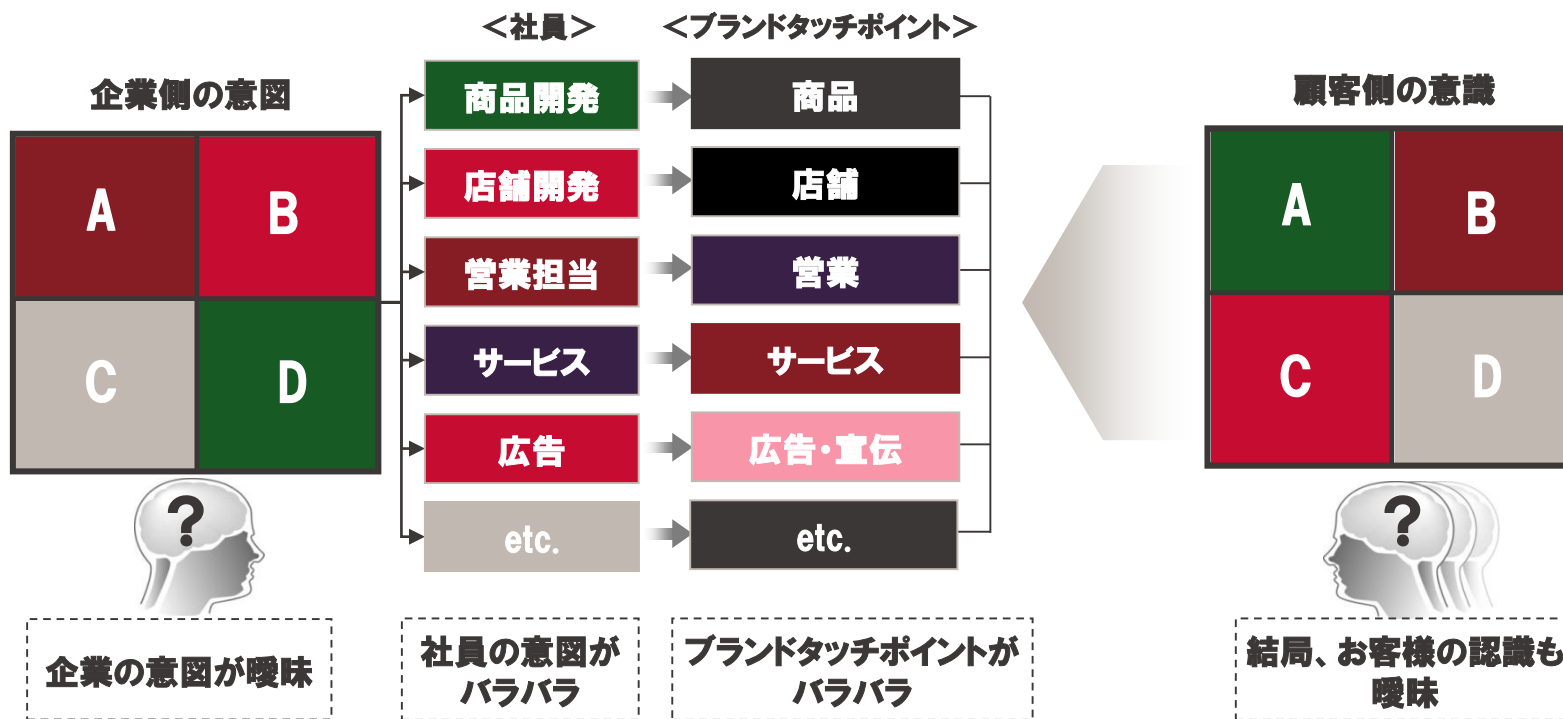 ＜社員＞
＜ブランドタッチポイント＞
企業側の意図
顧客側の意識
A
B
C
D
商品開発
店舗開発
営業担当
サービス
広告
etc.
商品
店舗
営業
サービス
広告・宣伝
etc.
A
B
C
D
?
?
企業の意図が曖昧
社員の意図が
バラバラ
ブランドタッチポイントが
バラバラ
結局、お客様の認識も
曖昧